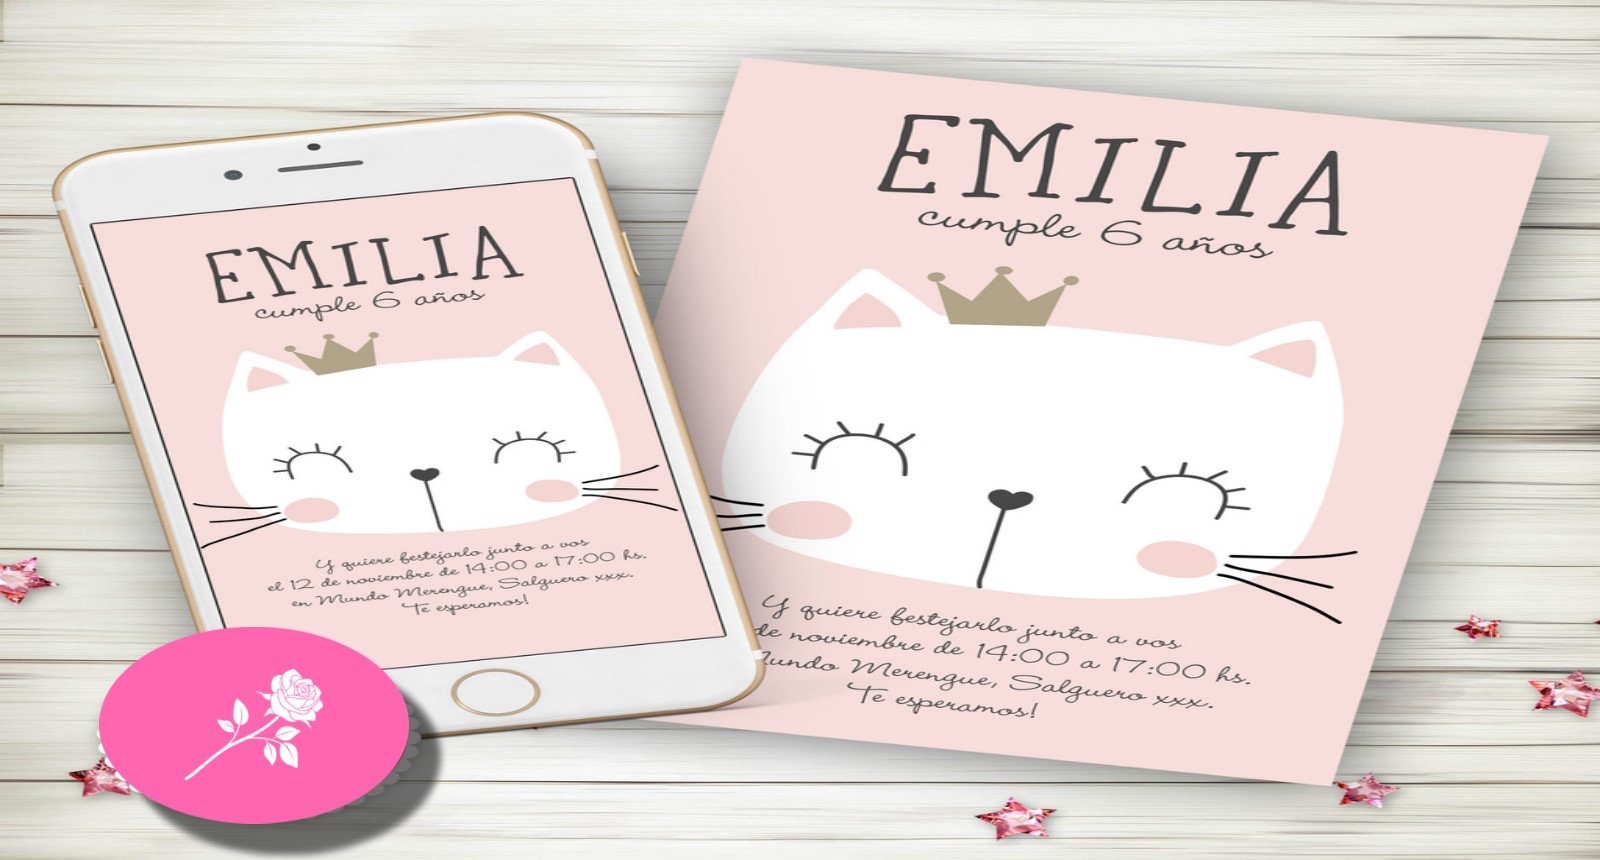 EMILIA
cumple 6 años
Y quiere festejarlo junto a vos
el 12 de noviembre de 14:00 a 17:00 hs.
en Mundo Merengue, Salguero xxx.
Te esperamos!
EMILIA
cumple 6 años
Y quiere festejarlo junto a vos
de noviembre de 14:00 a 17:00 hs.
Mundo Merengue, Salguero xxx.
Te esperamos!